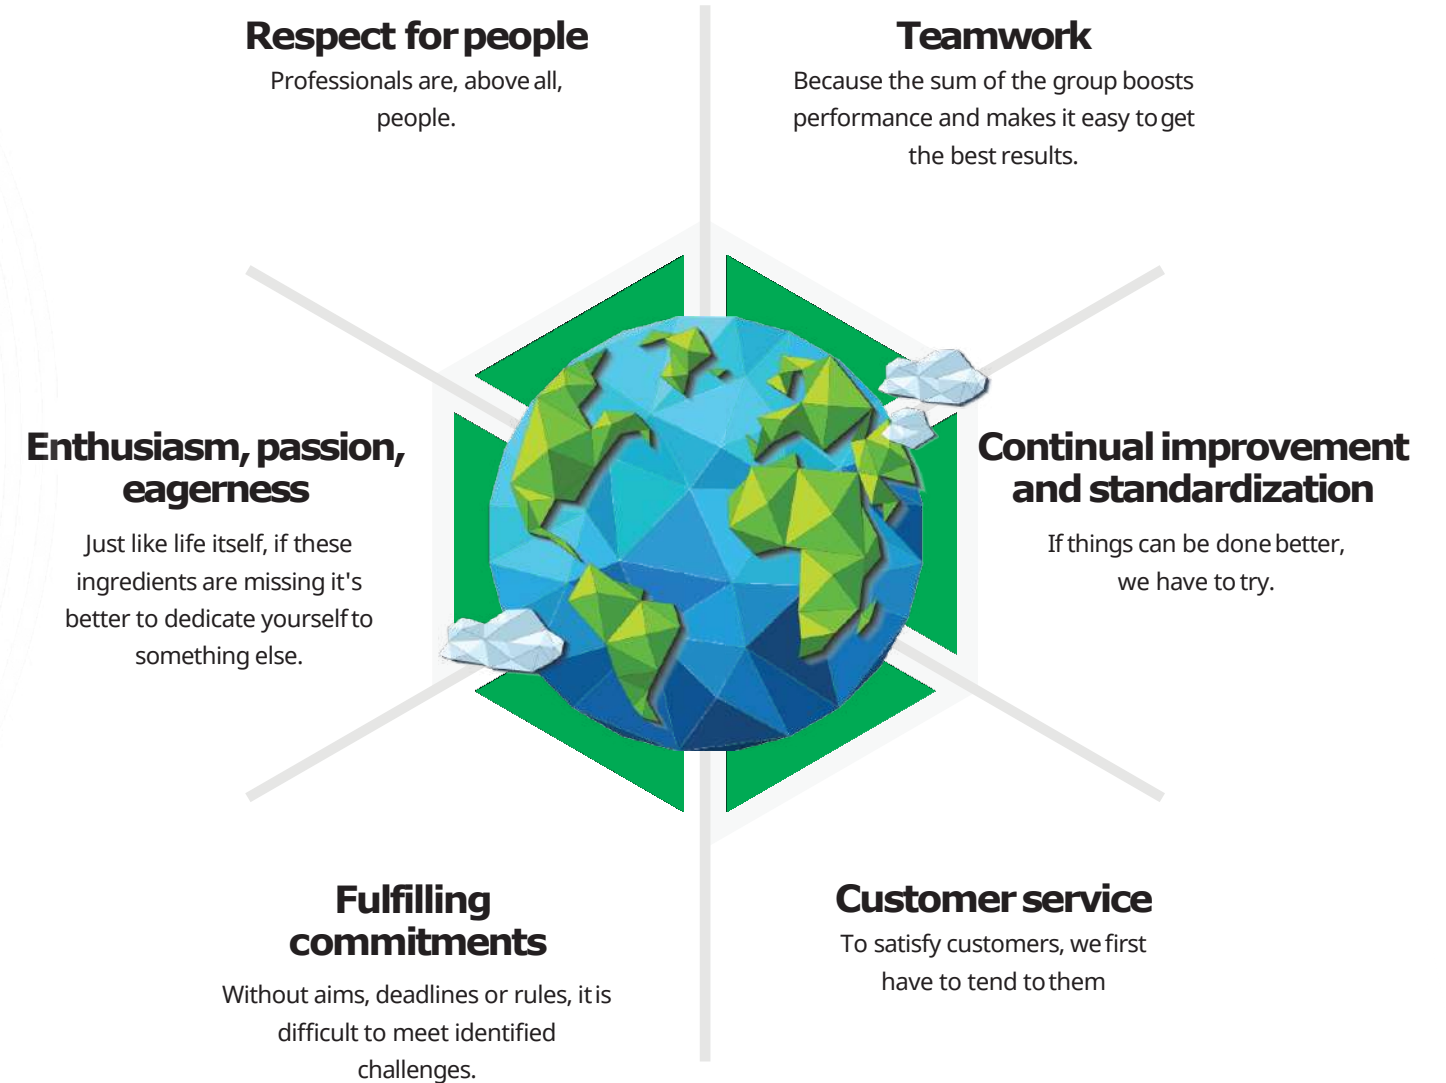 Respect for people
Professionals are, above all,
people.
Teamwork
Because the sum of the group boosts
performance and makes it easy to get
the best results.
Enthusiasm, passion,
eagerness
Just like life itself, if these
ingredients are missing it's
better to dedicate yourself to
something else.
Continual improvement
and standardization
If things can be done better,
we have to try.
Fulfilling
commitments
Without aims, deadlines or rules, it is
difficult to meet identified
challenges.
Customer service
To satisfy customers, we first
have to tend to them